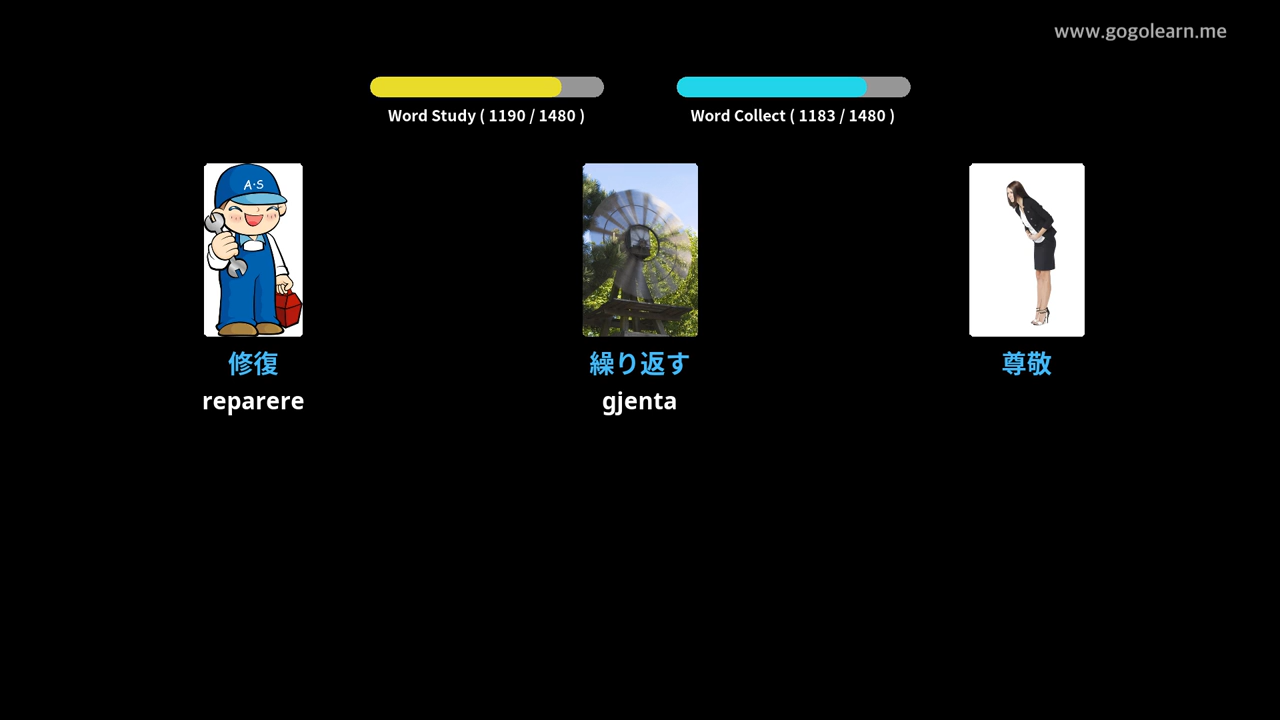 www.gogolearn.me
Word Study ( 1190 / 1480 )
Word Collect ( 1183 / 1480 )
A·S
修復
繰り返す
尊敬
reparere
gjenta